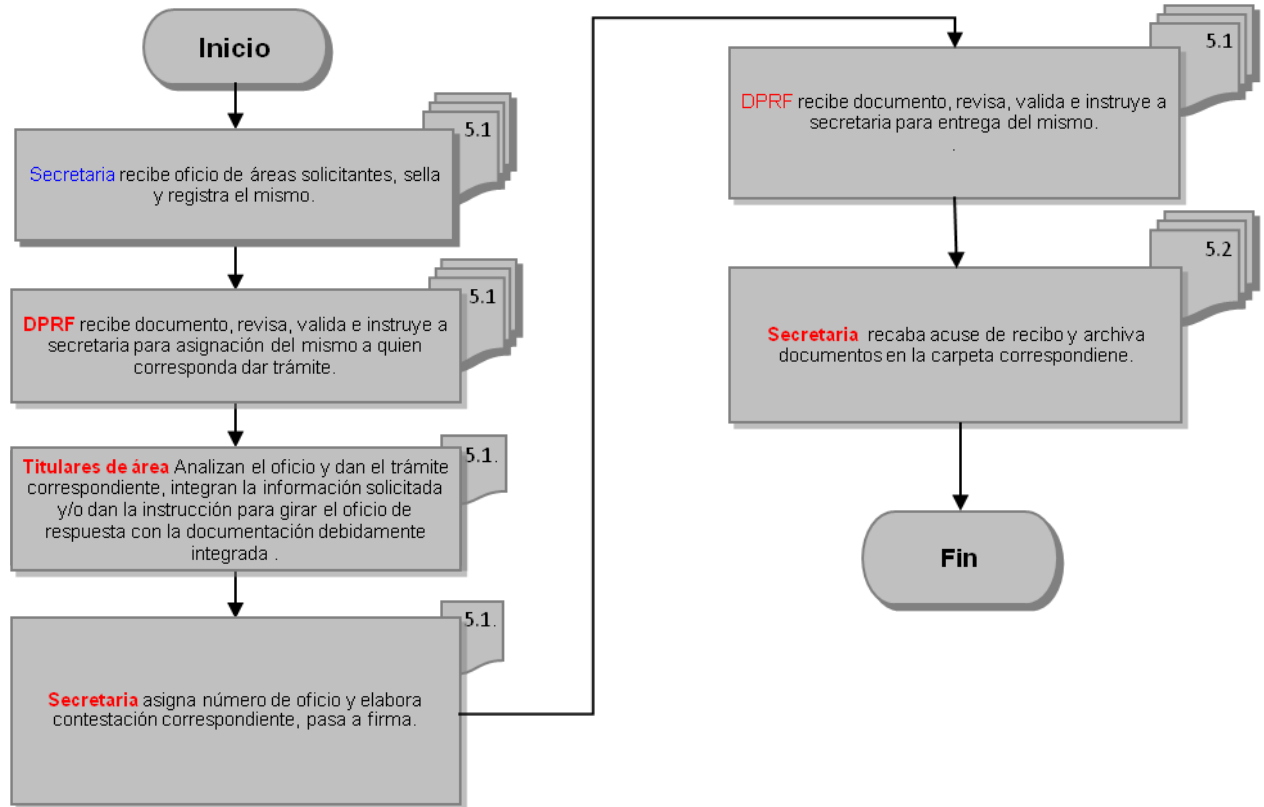 Inicio
5.1
Secretaria recibe oficio de áreas solicitantes, sella
y registra el mismo.
5.1
DPRF recibe documento, revisa, valida e instruye a
secretaria para asignación del mismo a quien
corresponda dar trámite.
5.1.
Titulares de área Analizan el oficio y dan el trámite
correspondiente, integran la información solicitada
y/o dan la instrucción para girar el oficio de
respuesta con la documentación debidamente
integrada .
5.1.
Secretaria asigna número de oficio y elabora
contestación correspondiente, pasa a firma.
5.1
DPRF recibe documento, revisa, valida e instruye a
secretaria para entrega del mismo.
.
5.2
Secretaria recaba acuse de recibo y archiva
documentos en la carpeta correspondiene.
Fin